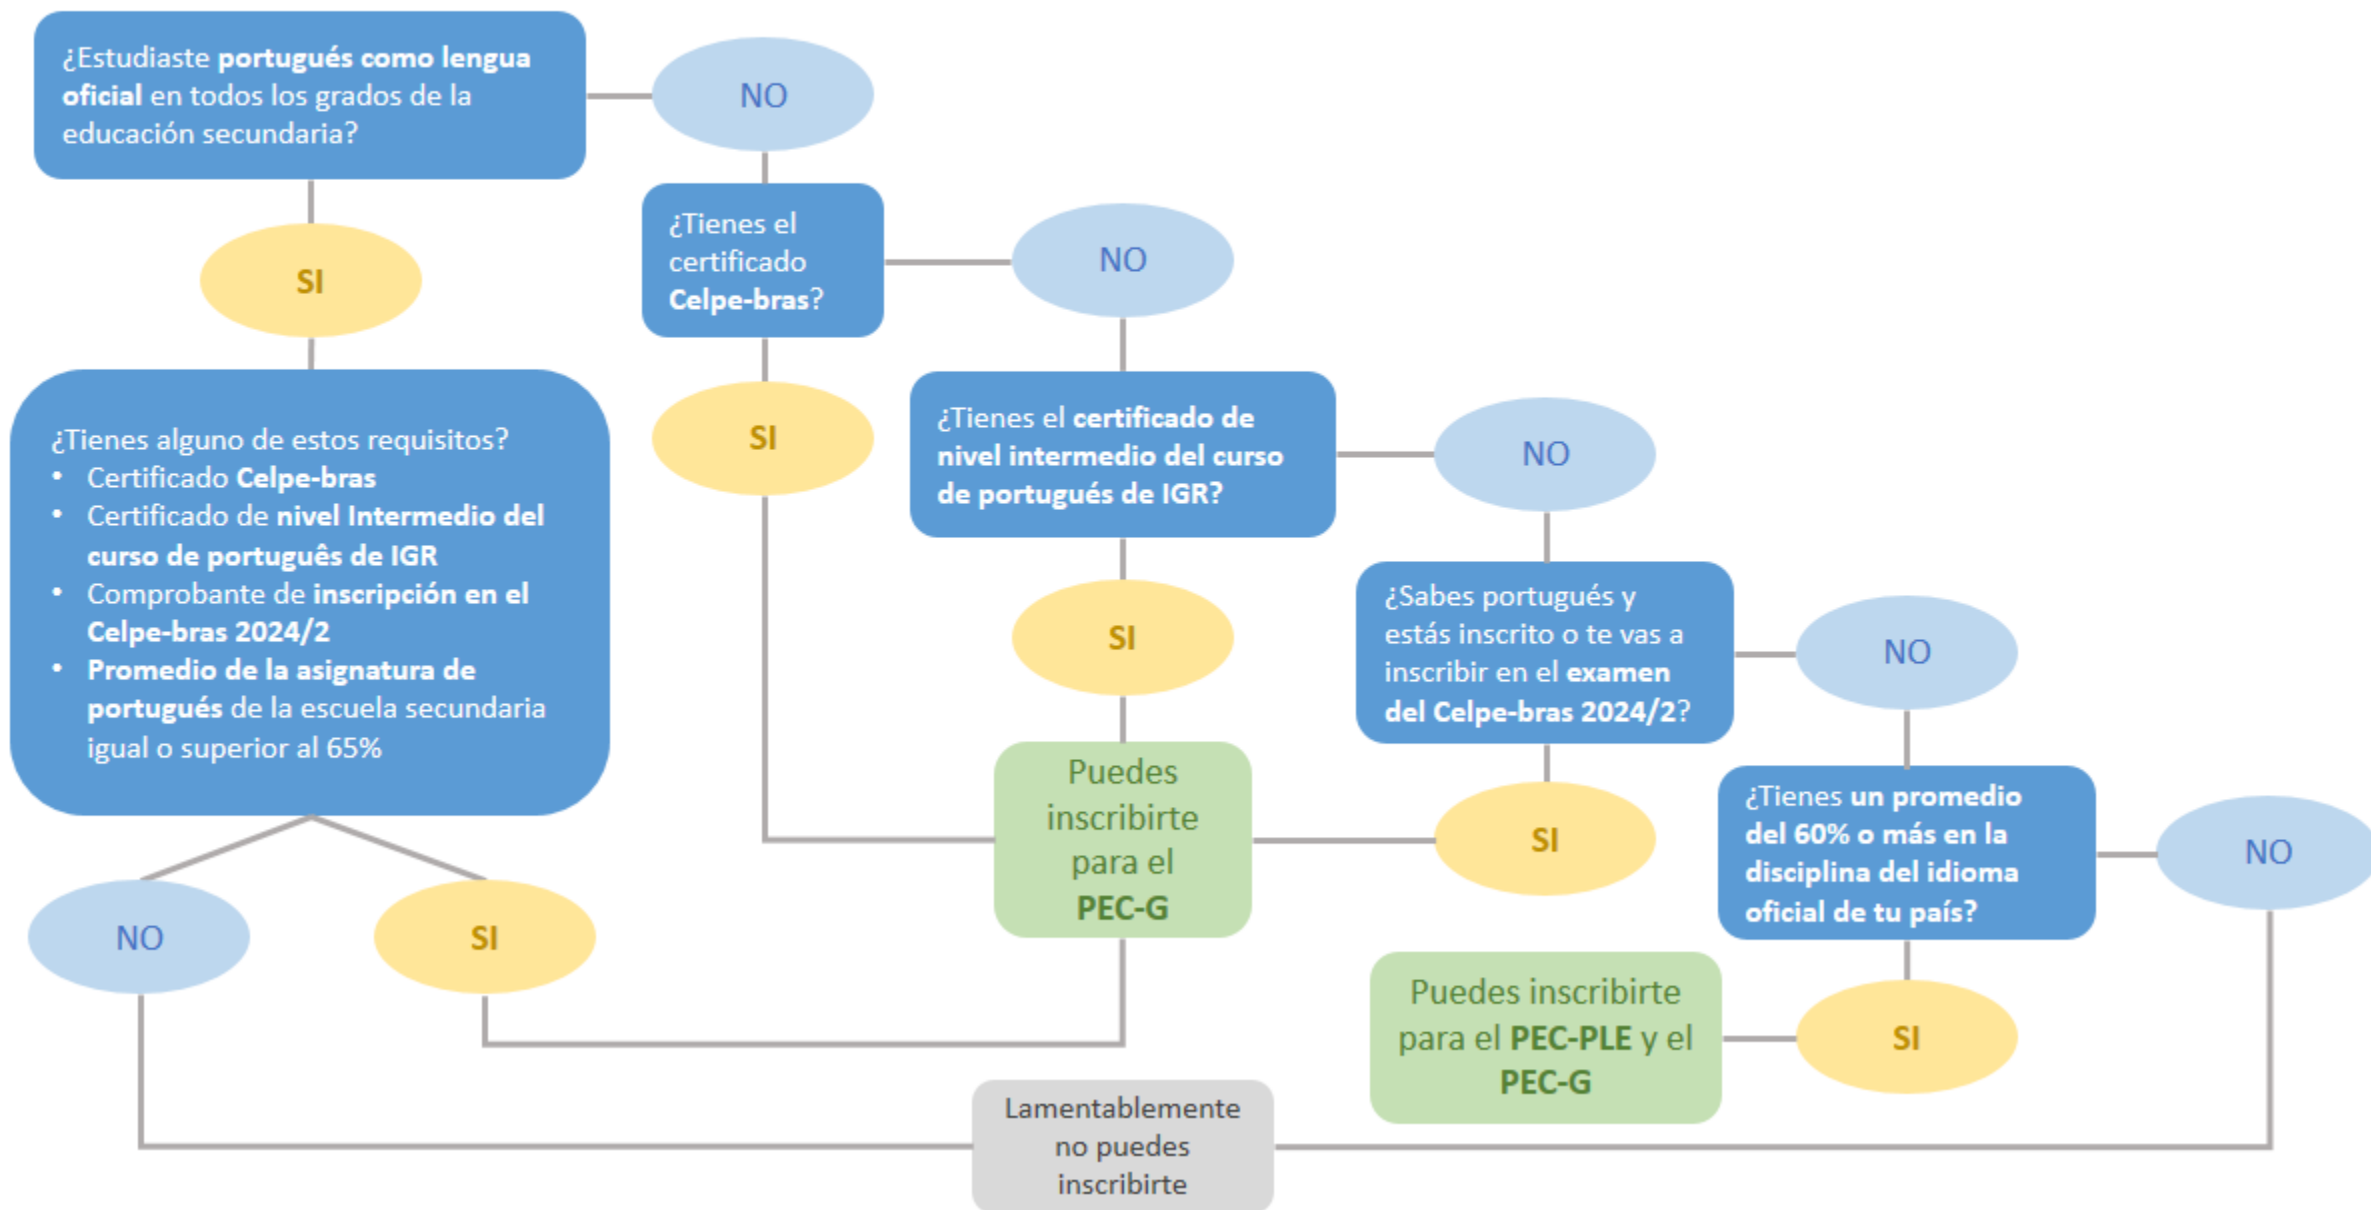 ¿Estudiaste portugués como lengua
oficial en todos los grados de la
educación secundaria?
NO
SI
¿Tienes el
certificado
Celpe-bras?
NO
SI
¿Tienes alguno de estos requisitos?
• Certificado Celpe-bras
• Certificado de nivel Intermedio del
curso de português de IGR
• Comprobante de inscripción en el
Celpe-bras 2024/2
• Promedio de la asignatura de
portugués de la escuela secundaria
igual o superior al 65%
NO
SI
¿Tienes el certificado de
nivel intermedio del curso
de portugués de IGR?
NO
SI
Puedes
inscribirte
para el
PEC-G
¿Sabes portugués y
estás inscrito o te vas a
inscribir en el examen
del Celpe-bras 2024/2?
NO
SI
¿Tienes un promedio
del 60% o más en la
disciplina del idioma
oficial de tu país?
NO
SI
Puedes inscribirte
para el PEC-PLE y el
PEC-G
Lamentablemente
no puedes
inscribirte